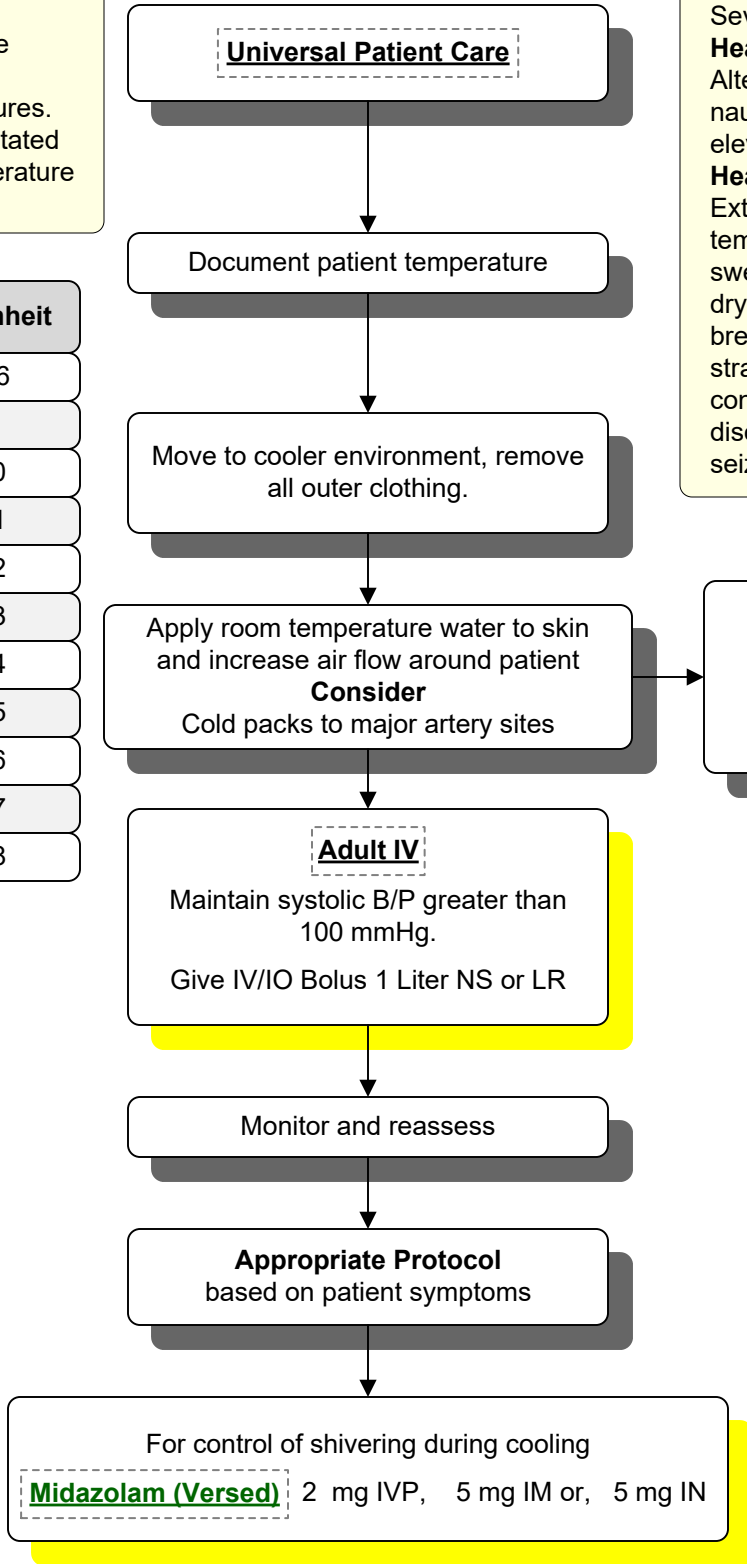 Universal Patient Care
Document patient temperature
Move to cooler environment, remove
all outer clothing.
Apply room temperature water to skin
and increase air flow around patient
Consider
Cold packs to major artery sites
Adult IV
Maintain systolic B/P greater than
100 mmHg.
Give IV/IO Bolus 1 Liter NS or LR
Monitor and reassess
Appropriate Protocol
based on patient symptoms
For control of shivering during cooling
Midazolam (Versed) 2 mg IVP, 5 mg IM or, 5 mg IN